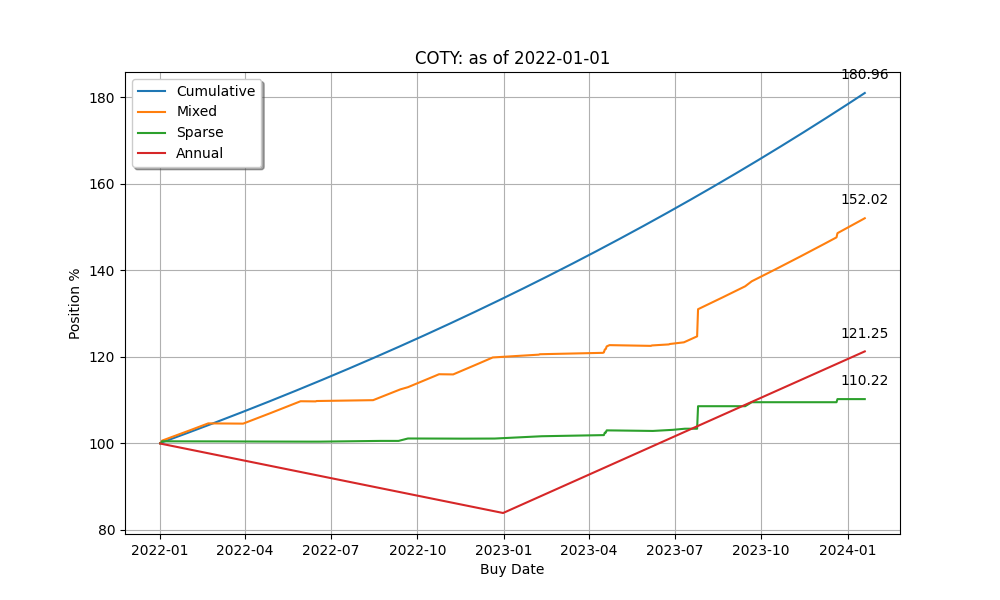 COTY: as of 2022-01-01
Cumulative
Mixed
Sparse
Annual
180.96
152.02
121.25
110.22
180
160
140
120
100
80
Position %
2022-01 2022-04 2022-07 2022-10 2023-01 2023-04 2023-07 2023-10 2024-01
Buy Date